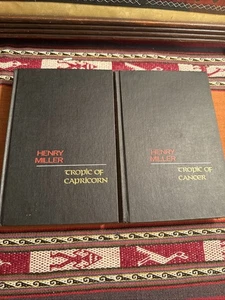 HENRY
MILLER
TROPIC OF
CAPRICORN
HENRY
MILLER
TROPIC OF
CANCER